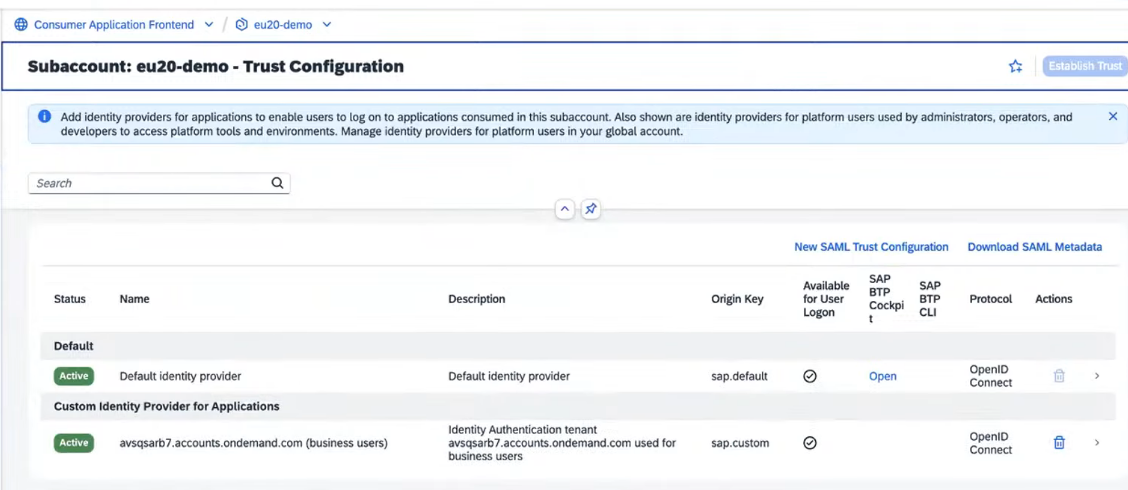 Consumer Application Frontend / eu20-demo
Subaccount: eu20-demo - Trust Configuration
Establish Trust
Add identity providers for applications to enable users to log on to applications consumed in this subaccount. Also shown are identity providers for platform users used by administrators, operators, and
developers to access platform tools and environments. Manage identity providers for platform users in your global account.
Search
New SAML Trust Configuration Download SAML Metadata
Status
Name
Description
Origin Key
Available
for User
Logon
SAP
BTP
Cockpi
t
SAP
BTP
CLI
Protocol
Actions
Default
Active
Default identity provider
Default identity provider
sap.default
Open
OpenID
Connect
Custom Identity Provider for Applications
Active
avsqsarb7.accounts.ondemand.com (business users)
Identity Authentication tenant
avsqsarb7.accounts.ondemand.com used for
business users
sap.custom
OpenID
Connect